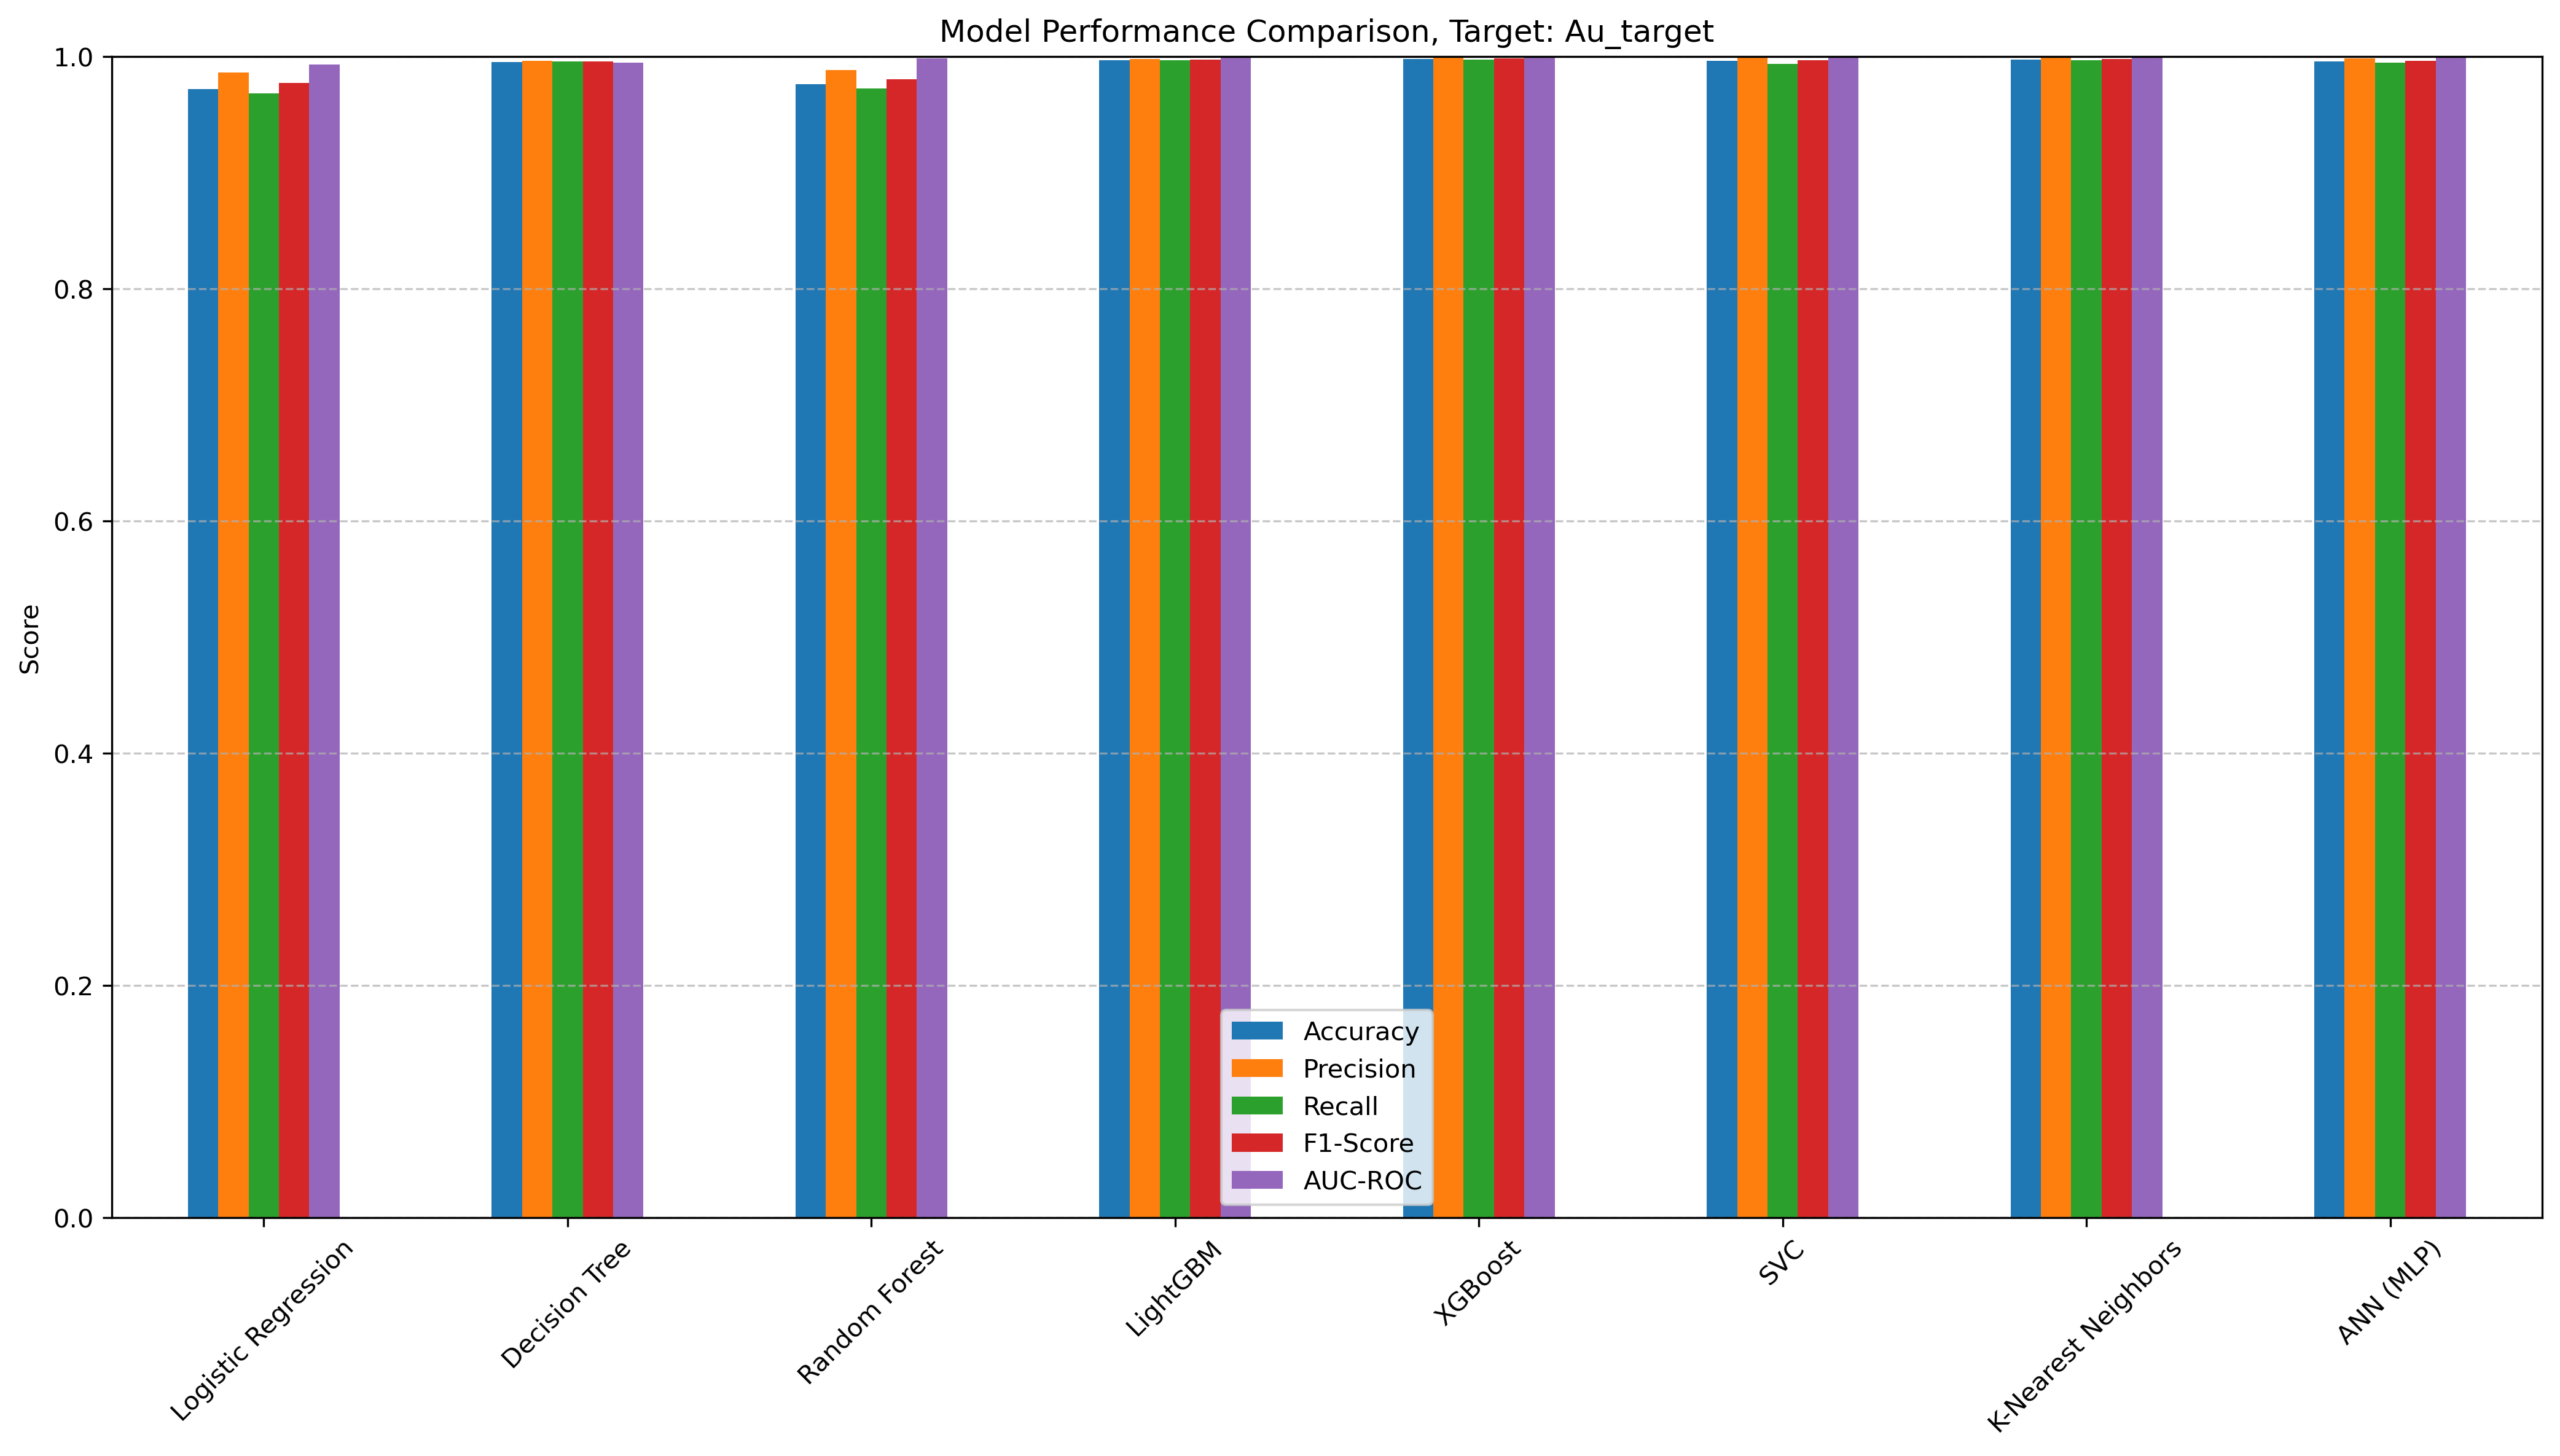 Model Performance Comparison, Target: Au_target
Score
1.0
0.8
0.6
0.4
0.2
0.0
Accuracy
Precision
Recall
F1-Score
AUC-ROC
Logistic Regression
Decision Tree
Random Forest
LightGBM
XGBoost
SVC
K-Nearest Neighbors
ANN (MLP)